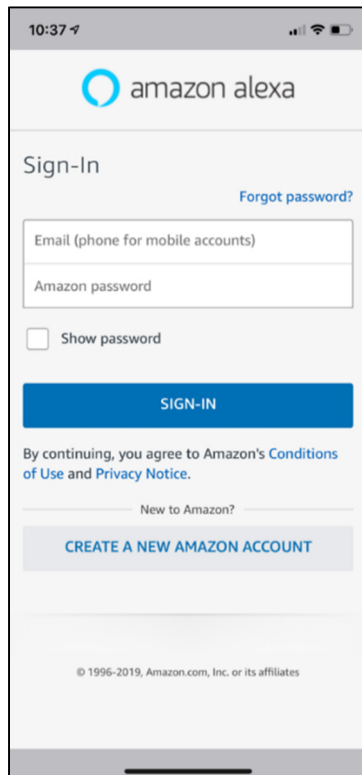 10:37
amazon alexa
Sign-In
Forgot password?
Email (phone for mobile accounts)
Amazon password
Show password
SIGN-IN
By continuing, you agree to Amazon's Conditions
of Use and Privacy Notice.
New to Amazon?
CREATE A NEW AMAZON ACCOUNT
© 1996-2019, Amazon.com, Inc. or its affiliates